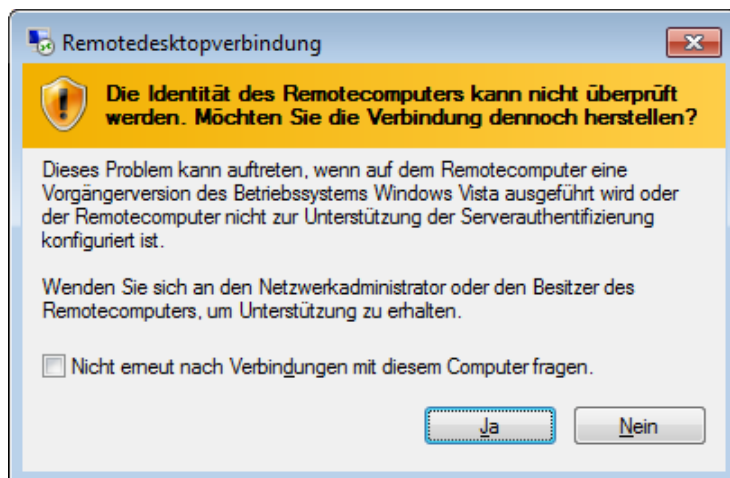 Remotedesktopverbindung
Die Identität des Remotecomputers kann nicht überprüft
werden. Möchten Sie die Verbindung dennoch herstellen?
Dieses Problem kann auftreten, wenn auf dem Remotecomputer eine
Vorgängerversion des Betriebssystems Windows Vista ausgeführt wird oder
der Remotecomputer nicht zur Unterstützung der Serverauthentifizierung
konfiguriert ist.
Wenden Sie sich an den Netzwerkadministrator oder den Besitzer des
Remotecomputers, um Unterstützung zu erhalten.
Nicht erneut nach Verbindungen mit diesem Computer fragen.
Ja Nein